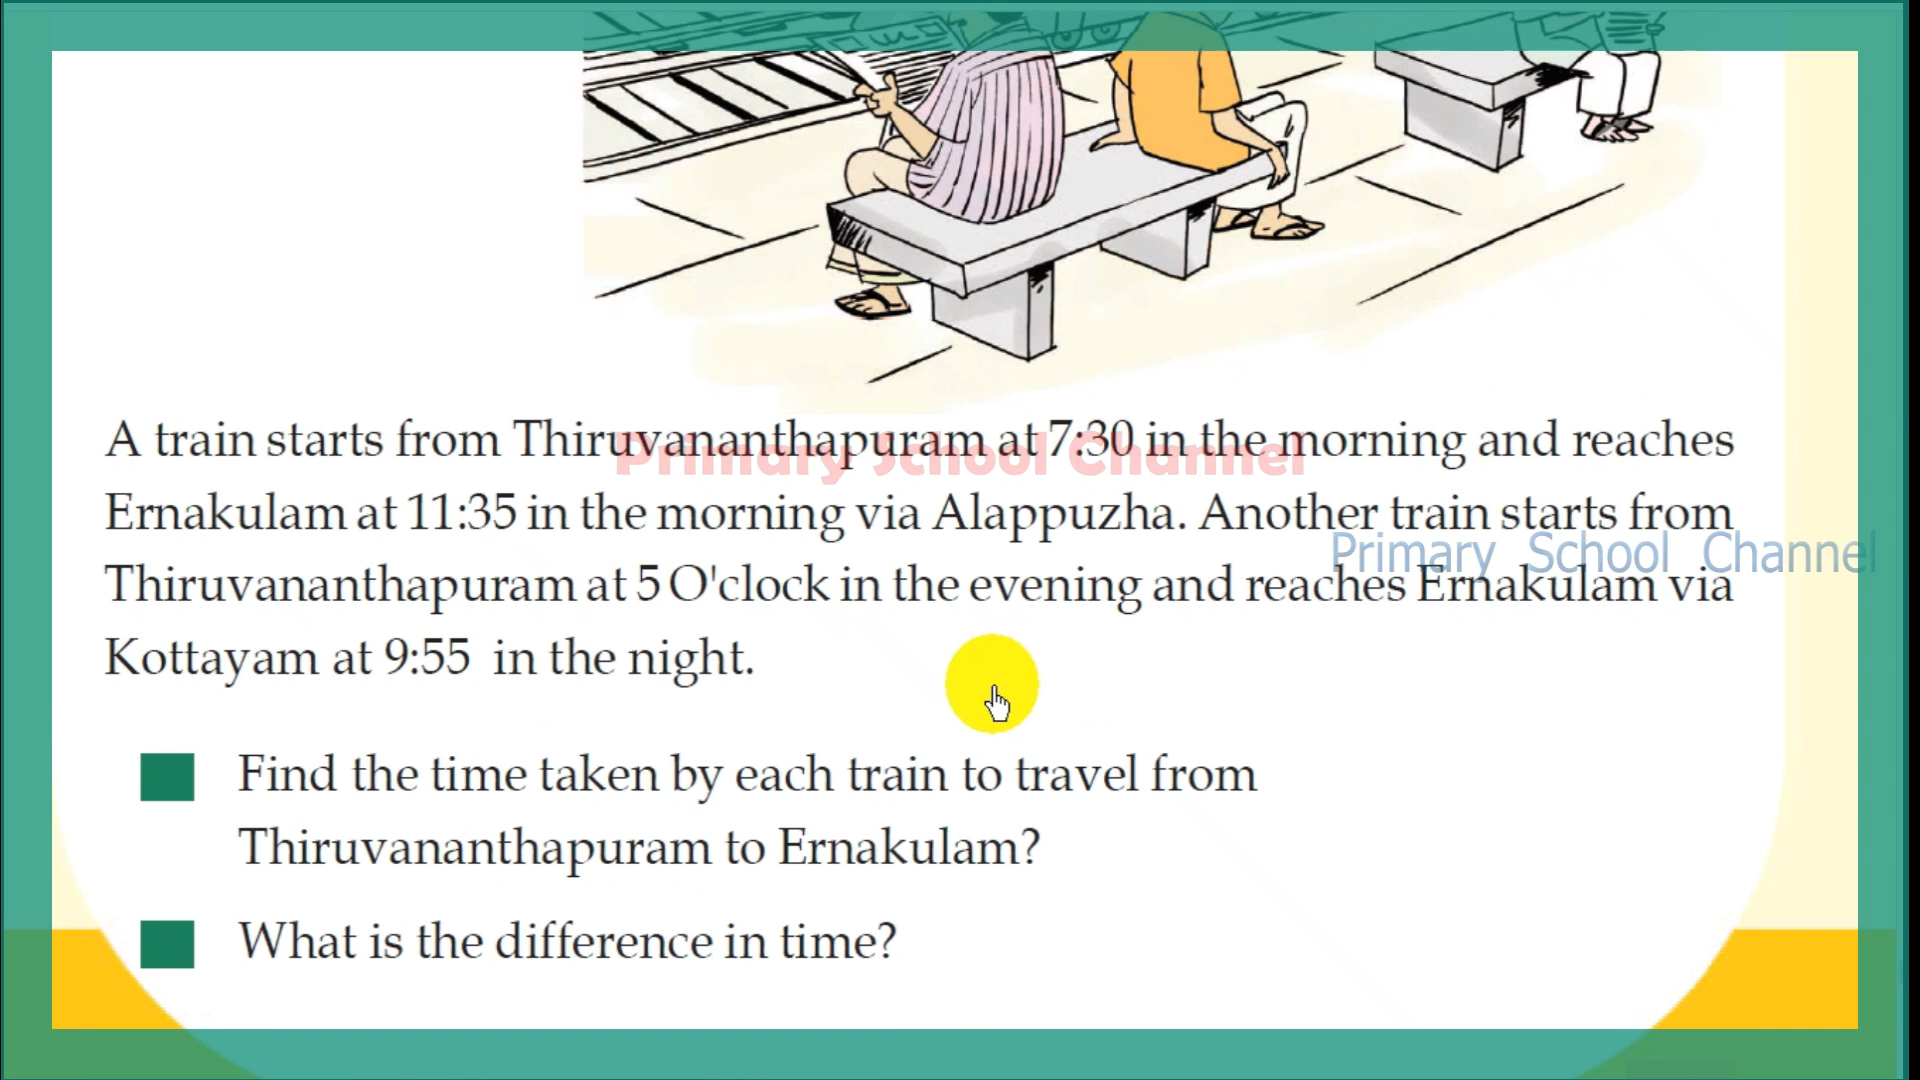 A train starts from Thiruvananthapuram at 7:30 in the morning and reaches
Primary School Channel
Ernakulam at 11:35 in the morning via Alappuzha. Another train starts from
Primary School Channel
Thiruvananthapuram at 5 O'clock in the evening and reaches Ernakulam via
Kottayam at 9:55 in the night.
Find the time taken by each train to travel from
Thiruvananthapuram to Ernakulam?
What is the difference in time?